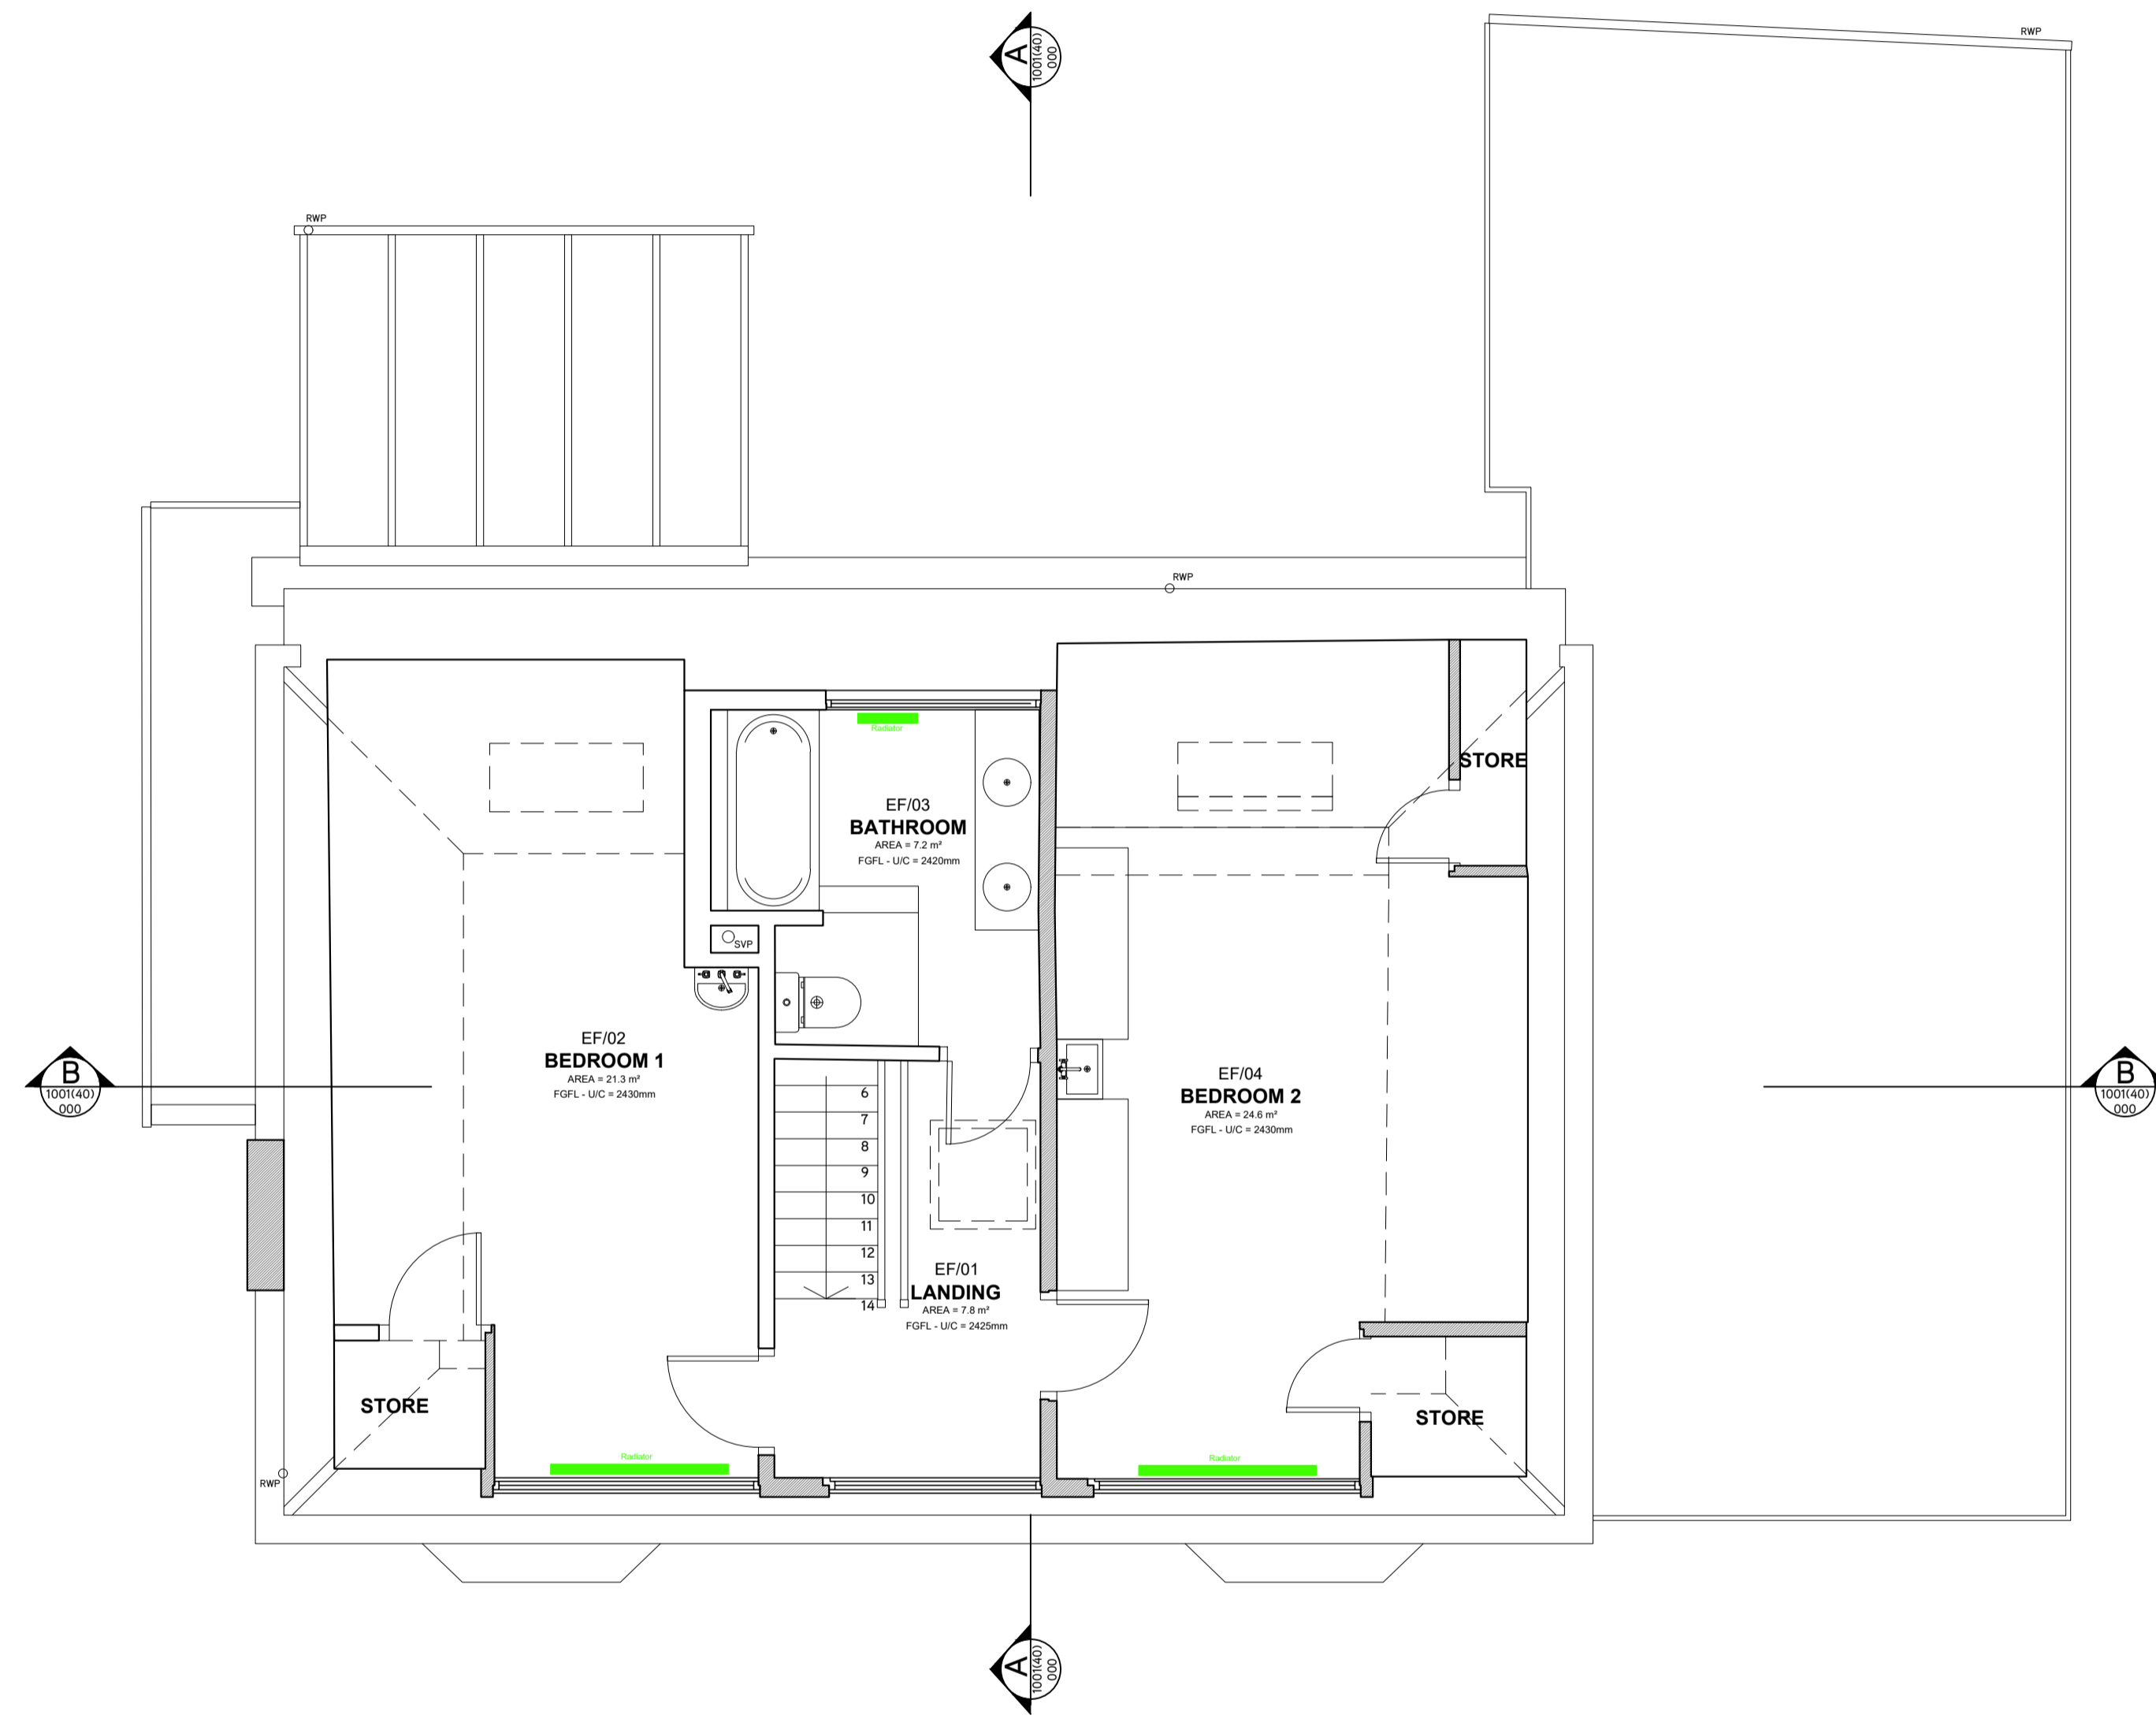 RWP
A
1001(40)
000
RWP
RWP
Radiator
STORE
EF/03
BATHROOM
AREA = 7.2 m²
FGFL - U/C = 2420mm
SVP
EF/02
BEDROOM 1
AREA = 21.3 m²
FGFL - U/C = 2430mm
EF/04
BEDROOM 2
AREA = 24.6 m²
FGFL - U/C = 2430mm
B
1001(40)
000
B
1001(40)
000
6
7
8
9
10
11
12
13
14
EF/01
LANDING
AREA = 7.8 m²
FGFL - U/C = 2425mm
STORE
STORE
Radiator
Radiator
RWP
A
1001(40)
000